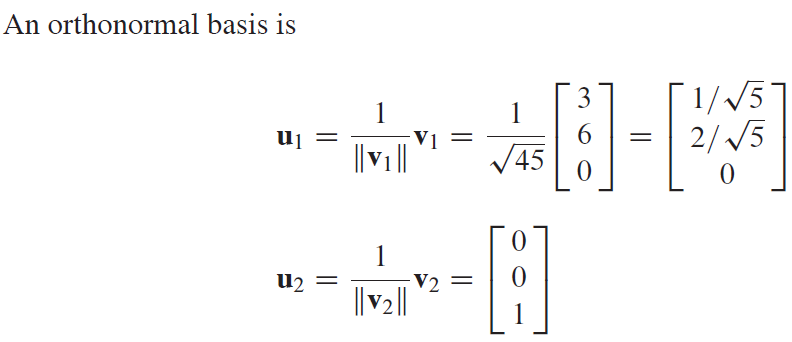 An orthonormal basis is
u₁ = 1/‖v₁‖ v₁ = 1/√45 [3 6 0] = [1/√5 2/√5 0]
u₂ = 1/‖v₂‖ v₂ = [0 0 1]